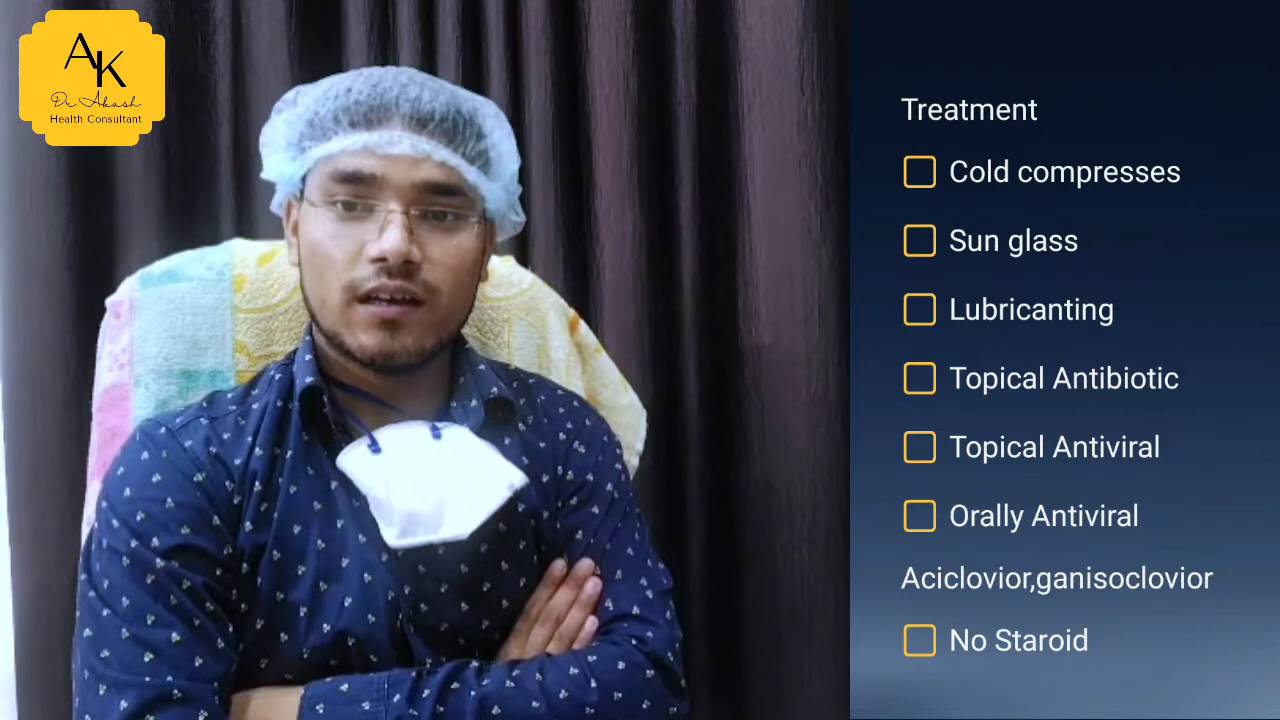 AK
Dr Akash
Health Consultant
Treatment
Cold compresses
Sun glass
Lubricanting
Topical Antibiotic
Topical Antiviral
Orally Antiviral
Aciclovior,ganisoclovior
No Staroid